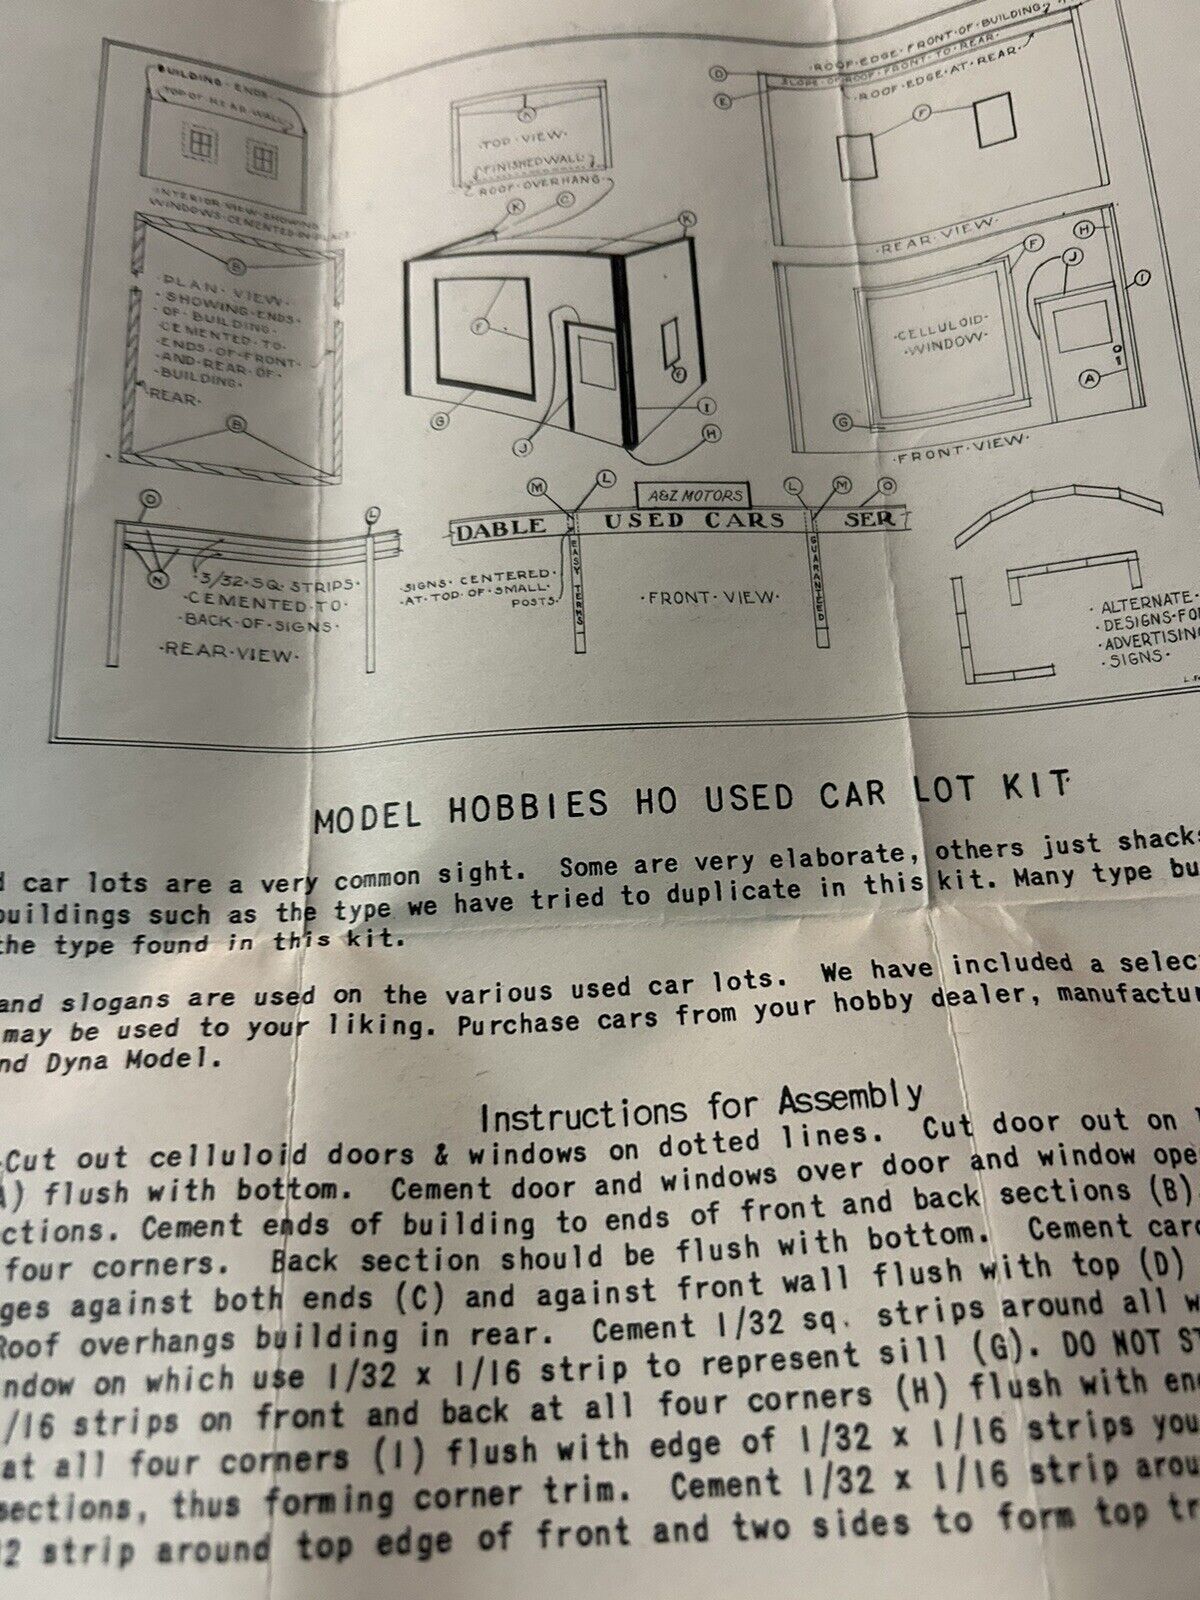 ·BUILDING·ENDS·
·TOP·OF·REAR·WALL·
·INTERIOR·VIEW·SHOWING·
WINDOWS·CEMENTED·IN·PLACE·
B
·PLAN·VIEW·
·SHOWING·ENDS·
·OF·BUILDING·
·CEMENTED·TO·
·ENDS·OF·FRONT·
·AND·REAR·OF·
·BUILDING·
·REAR·
B
K
·TOP·VIEW·
·FINISHED WALL·
·ROOF·OVERHANG·
K
C
K
F
F
G
J
I
H
·ROOF·EDGE·FRONT·OF·BUILDING·
·SLOPE·OF·ROOF·FRONT·TO·REAR·
·ROOF·EDGE·AT·REAR·
D
E
F
·REAR·VIEW·
F
H
J
I
·CELLULOID·
·WINDOW·
A
G
·FRONT·VIEW·
O
L
N
·3/32·SQ·STRIPS·
·CEMENTED·TO·
·BACK·OF·SIGNS·
·REAR·VIEW·
M
L
A&Z MOTORS
L
M
O
DABLE USED CARS SER
EASY TERMS
GUARANTEED
·SIGNS·CENTERED·
·AT·TOP·OF·SMALL·
POSTS·
·FRONT·VIEW·
·ALTERNATE·
·DESIGNS·FO
·ADVERTISIN
·SIGNS·
MODEL HOBBIES HO USED CAR LOT KIT
car lots are a very common sight. Some are very elaborate, others just shacks
buildings such as the type we have tried to duplicate in this kit. Many type bu
the type found in this kit.
and slogans are used on the various used car lots. We have included a selec
may be used to your liking. Purchase cars from your hobby dealer, manufactur
nd Dyna Model.
Instructions for Assembly
Cut out celluloid doors & windows on dotted lines. Cut door out on
A) flush with bottom. Cement door and windows over door and window ope
ctions. Cement ends of building to ends of front and back sections (B).
four corners. Back section should be flush with bottom. Cement card
ges against both ends (C) and against front wall flush with top (D)
Roof overhangs building in rear. Cement 1/32 sq. strips around all w
ndow on which use 1/32 x 1/16 strip to represent sill (G). DO NOT ST
/16 strips on front and back at all four corners (H) flush with en
at all four corners (I) flush with edge of 1/32 x 1/16 strips you
sections, thus forming corner trim. Cement 1/32 x 1/16 strip arou
2 strip around top edge of front and two sides to form top tr